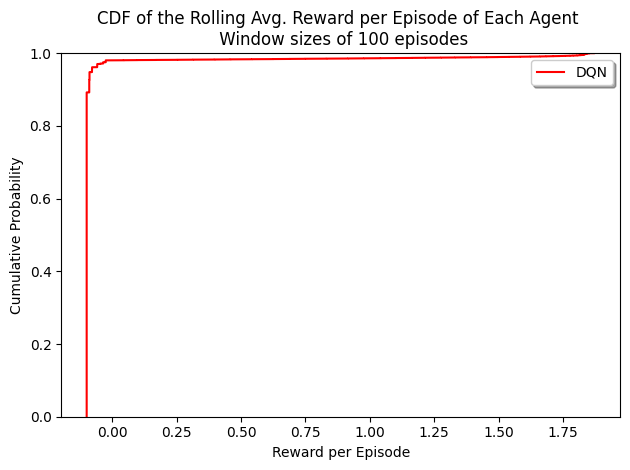 CDF of the Rolling Avg. Reward per Episode of Each Agent
Window sizes of 100 episodes
DQN
Cumulative Probability
1.0
0.8
0.6
0.4
0.2
0.0
0.00 0.25 0.50 0.75 1.00 1.25 1.50 1.75
Reward per Episode